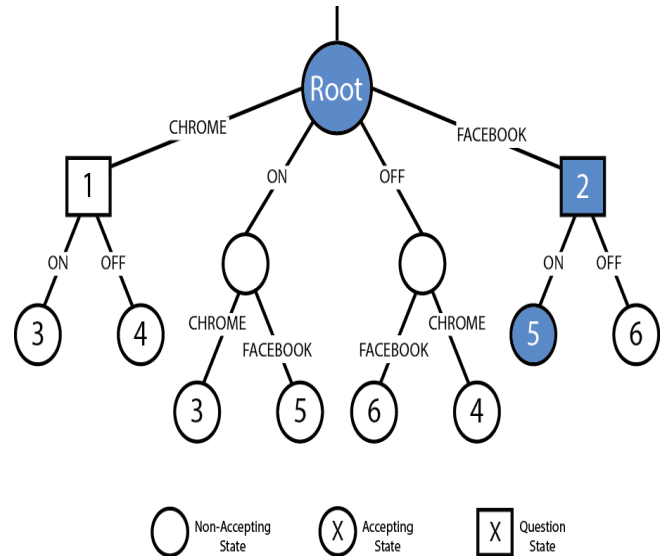 Root
CHROME
FACEBOOK
ON
OFF
1
2
ON
OFF
ON
OFF
3
4
CHROME
FACEBOOK
FACEBOOK
CHROME
5
6
3
5
6
4
Non-Accepting
State
X
Accepting
State
X
Question
State